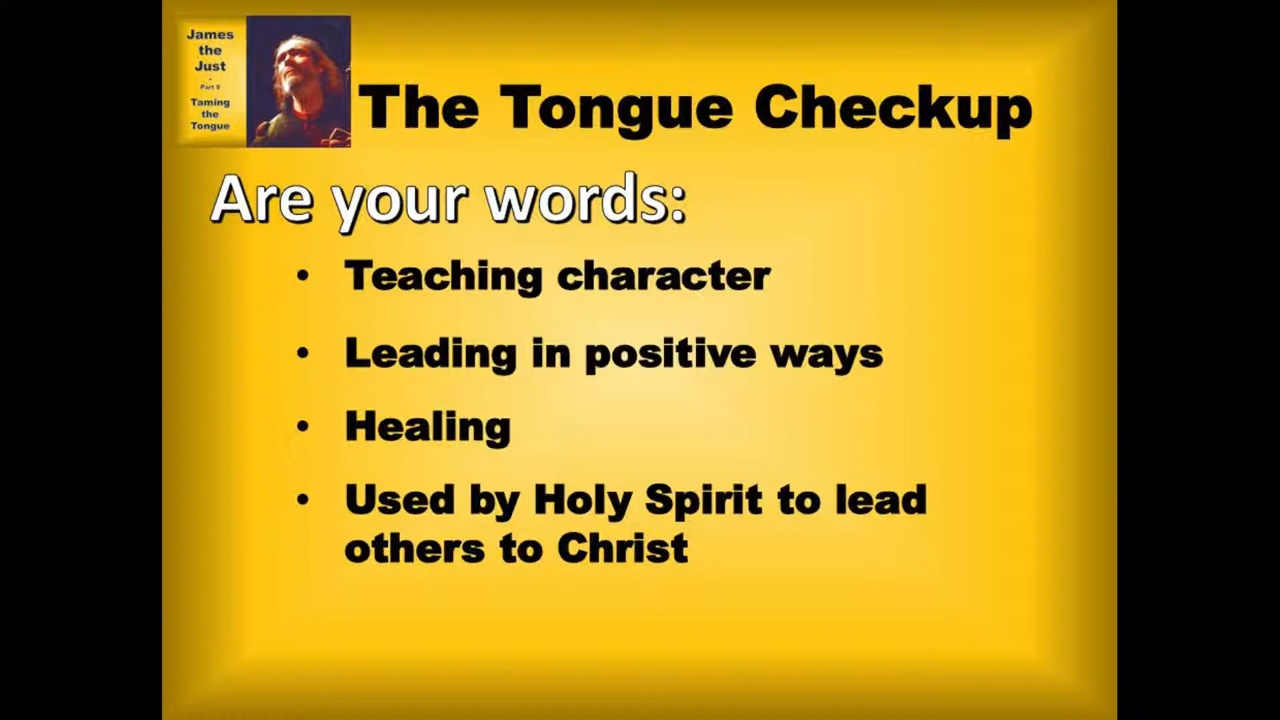 James
the
Just
-
Part 9
Taming
the
Tongue
The Tongue Checkup
Are your words:
• Teaching character
• Leading in positive ways
• Healing
• Used by Holy Spirit to lead
others to Christ